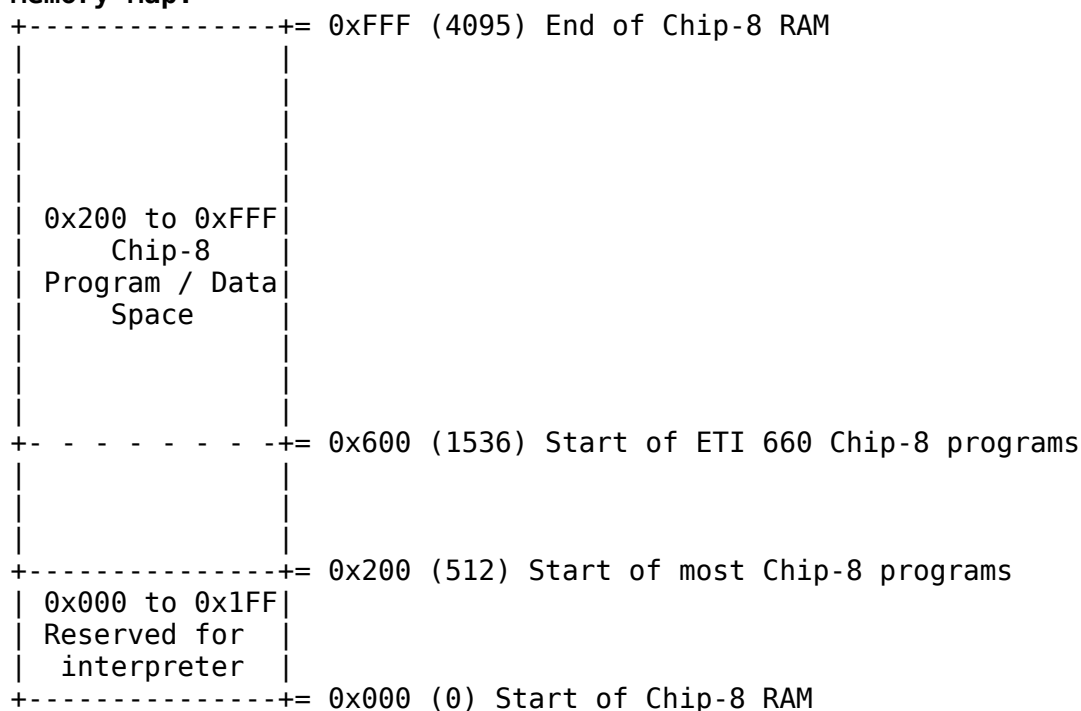 Memory Map:
+---------------+= 0xFFF (4095) End of Chip-8 RAM
|               |
|               |
|               |
|               |
|               |
| 0x200 to 0xFFF|
|     Chip-8    |
| Program / Data|
|     Space     |
|               |
|               |
|               |
+- - - - - - - -+= 0x600 (1536) Start of ETI 660 Chip-8 programs
|               |
|               |
|               |
+---------------+= 0x200 (512) Start of most Chip-8 programs
| 0x000 to 0x1FF|
| Reserved for  |
|  interpreter  |
+---------------+= 0x000 (0) Start of Chip-8 RAM